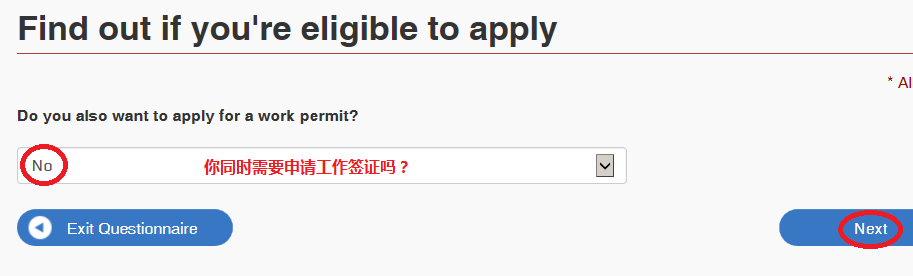 Find out if you're eligible to apply
* Al
Do you also want to apply for a work permit?
No 你同时需要申请工作签证吗？
Exit Questionnaire Next